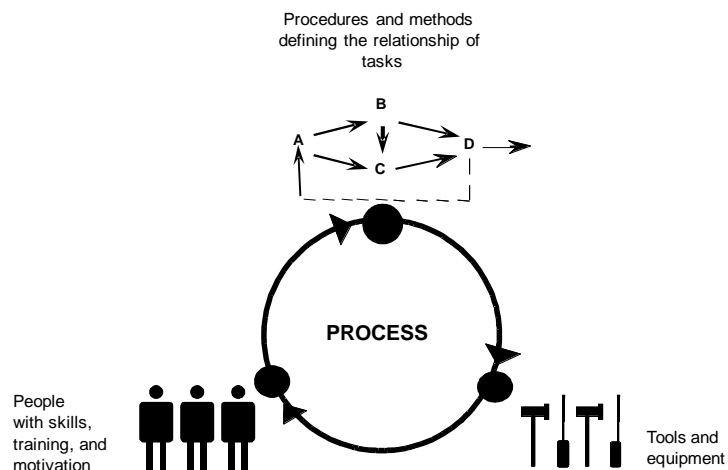 Procedures and methods
defining the relationship of
tasks
B
A
D
C
PROCESS
People
with skills,
training, and
motivation
Tools and
equipment